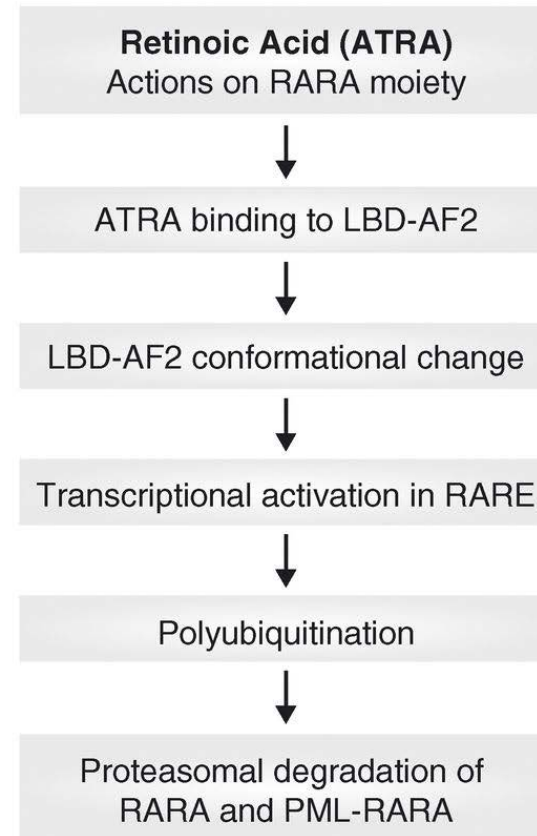 Retinoic Acid (ATRA)
Actions on RARA moiety
ATRA binding to LBD-AF2
LBD-AF2 conformational change
Transcriptional activation in RARE
Polyubiquitination
Proteasomal degradation of
RARA and PML-RARA